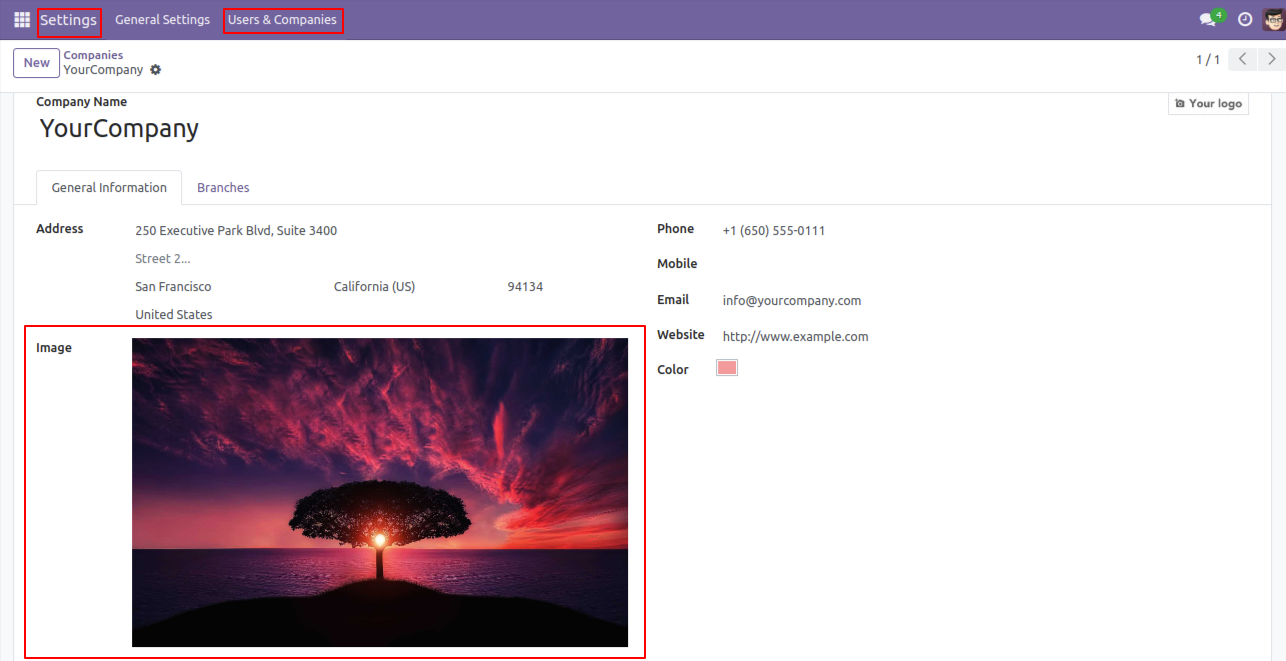 Settings General Settings Users & Companies 4
New Companies 1 / 1
YourCompany
Company Name Your logo
YourCompany
General Information Branches
Address 250 Executive Park Blvd, Suite 3400 Phone +1 (650) 555-0111
Street 2... Mobile
San Francisco California (US) 94134 Email info@yourcompany.com
United States
Website http://www.example.com
Image
Color